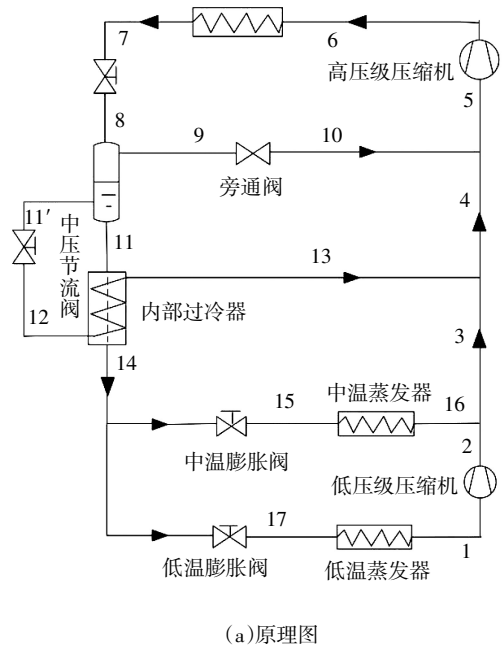 7
6
高压级压缩机
5
8
9
10
旁通阀
4
11′
中压节流阀
11
13
12
内部过冷器
3
14
中温蒸发器
15
16
中温膨胀阀
2
低压级压缩机
17
1
低温膨胀阀
低温蒸发器
(a)原理图